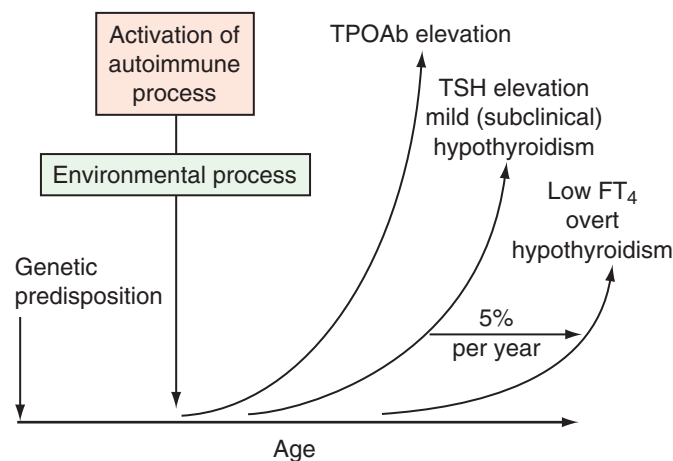 Activation of
autoimmune
process
TPOAb elevation
TSH elevation
mild (subclinical)
hypothyroidism
Environmental process
Low FT₄
overt
hypothyroidism
Genetic
predisposition
5%
per year
Age